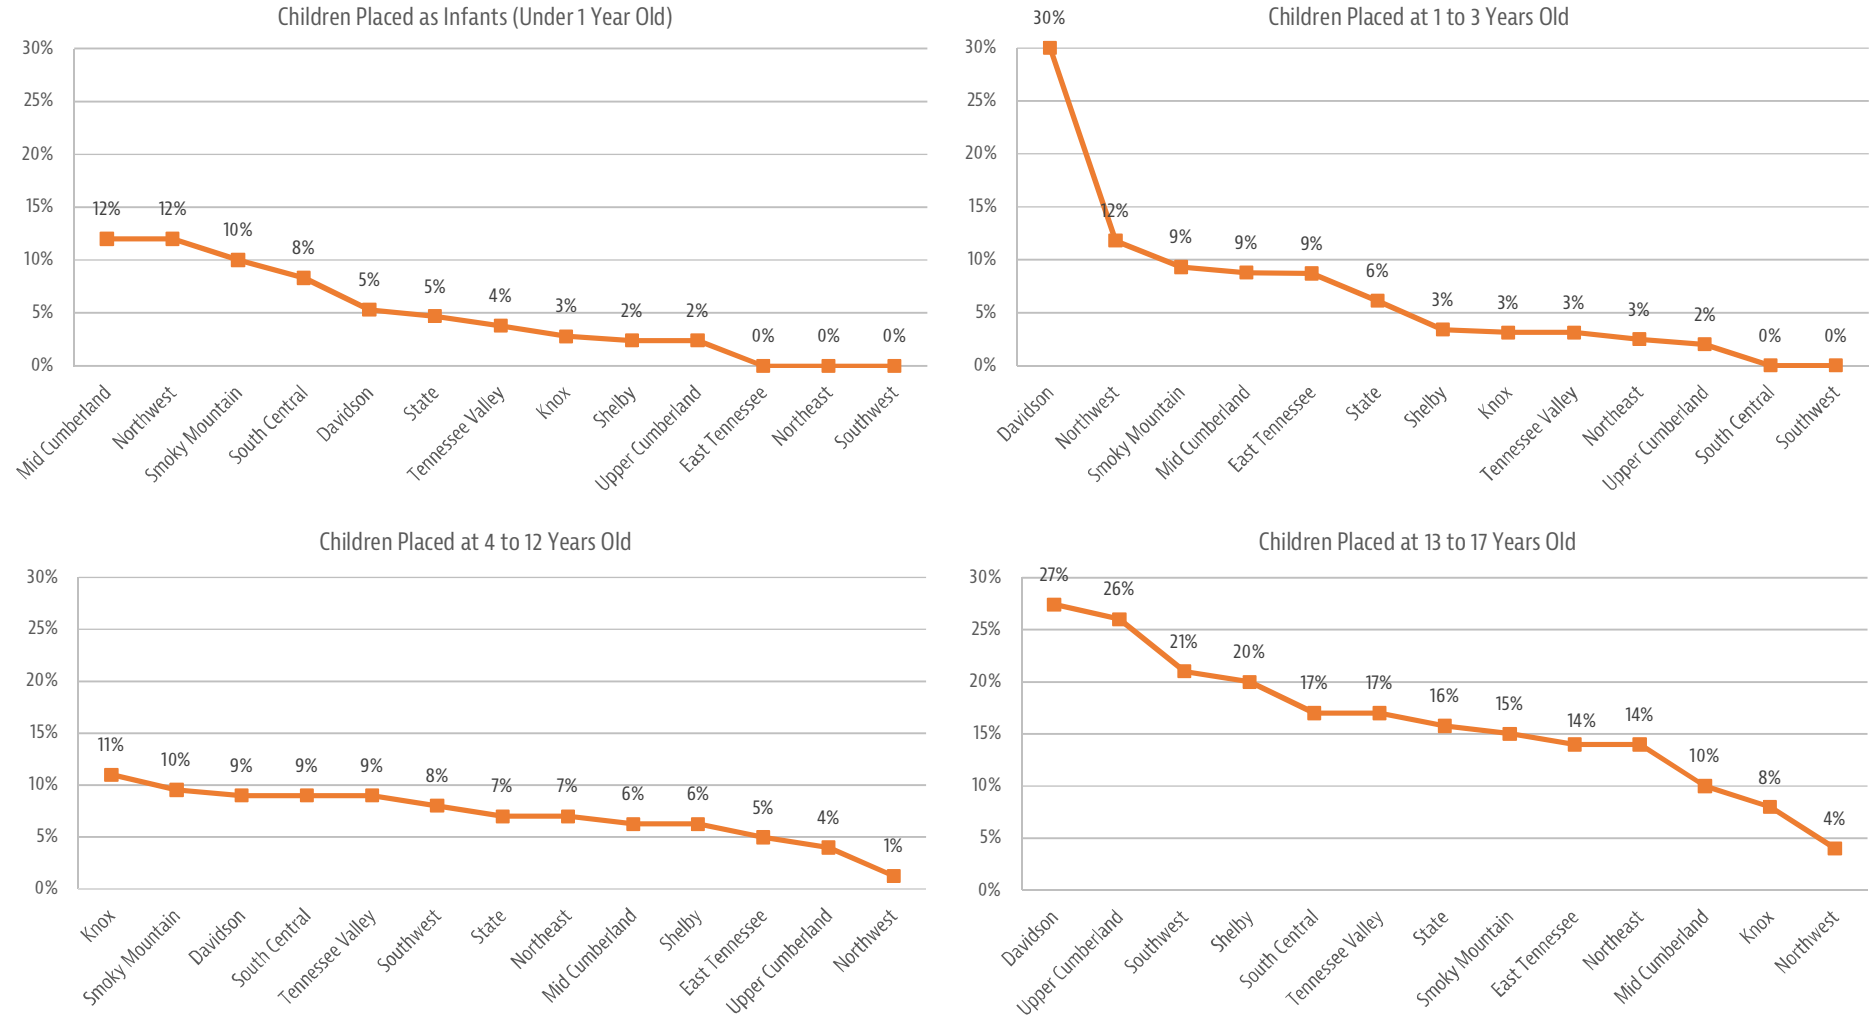 Children Placed as Infants (Under 1 Year Old)
30%
25%
20%
15%
10%
5%
0%
12%
12%
10%
8%
5%
5%
4%
3%
2%
2%
0%
0%
0%
Mid Cumberland
Northwest
Smoky Mountain
South Central
Davidson
State
Tennessee Valley
Knox
Shelby
Upper Cumberland
East Tennessee
Northeast
Southwest
Children Placed at 1 to 3 Years Old
30%
25%
20%
15%
10%
5%
0%
30%
12%
9%
9%
9%
6%
3%
3%
3%
3%
2%
0%
0%
Davidson
Northwest
Smoky Mountain
Mid Cumberland
East Tennessee
State
Shelby
Knox
Tennessee Valley
Northeast
Upper Cumberland
South Central
Southwest
Children Placed at 4 to 12 Years Old
30%
25%
20%
15%
10%
5%
0%
11%
10%
9%
9%
9%
8%
7%
7%
6%
6%
5%
4%
1%
Knox
Smoky Mountain
Davidson
South Central
Tennessee Valley
Southwest
State
Northeast
Mid Cumberland
Shelby
East Tennessee
Upper Cumberland
Northwest
Children Placed at 13 to 17 Years Old
30%
25%
20%
15%
10%
5%
0%
27%
26%
21%
20%
17%
17%
16%
15%
14%
14%
10%
8%
4%
Davidson
Upper Cumberland
Southwest
Shelby
South Central
Tennessee Valley
State
Smoky Mountain
East Tennessee
Northeast
Mid Cumberland
Knox
Northwest